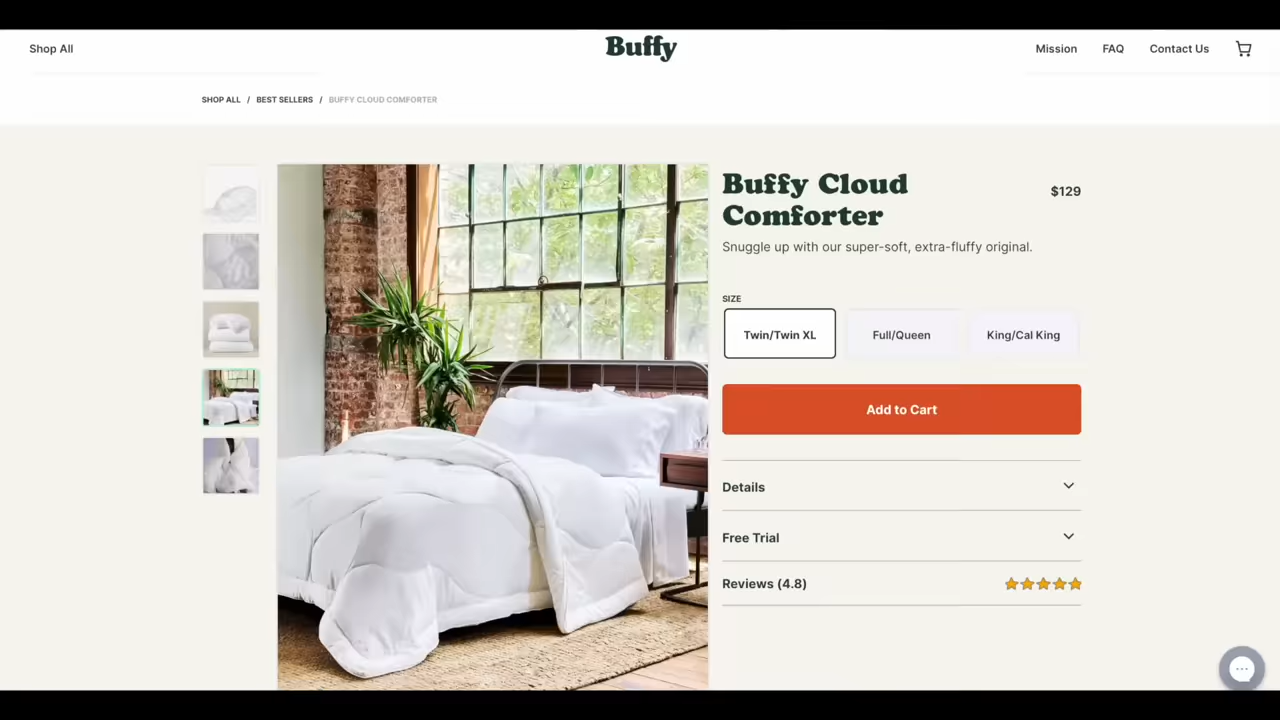 Shop All
Buffy
Mission
FAQ
Contact Us
SHOP ALL / BEST SELLERS / BUFFY CLOUD COMFORTER
Buffy Cloud
Comforter
$129
Snuggle up with our super-soft, extra-fluffy original.
SIZE
Twin/Twin XL
Full/Queen
King/Cal King
Add to Cart
Details
Free Trial
Reviews (4.8)